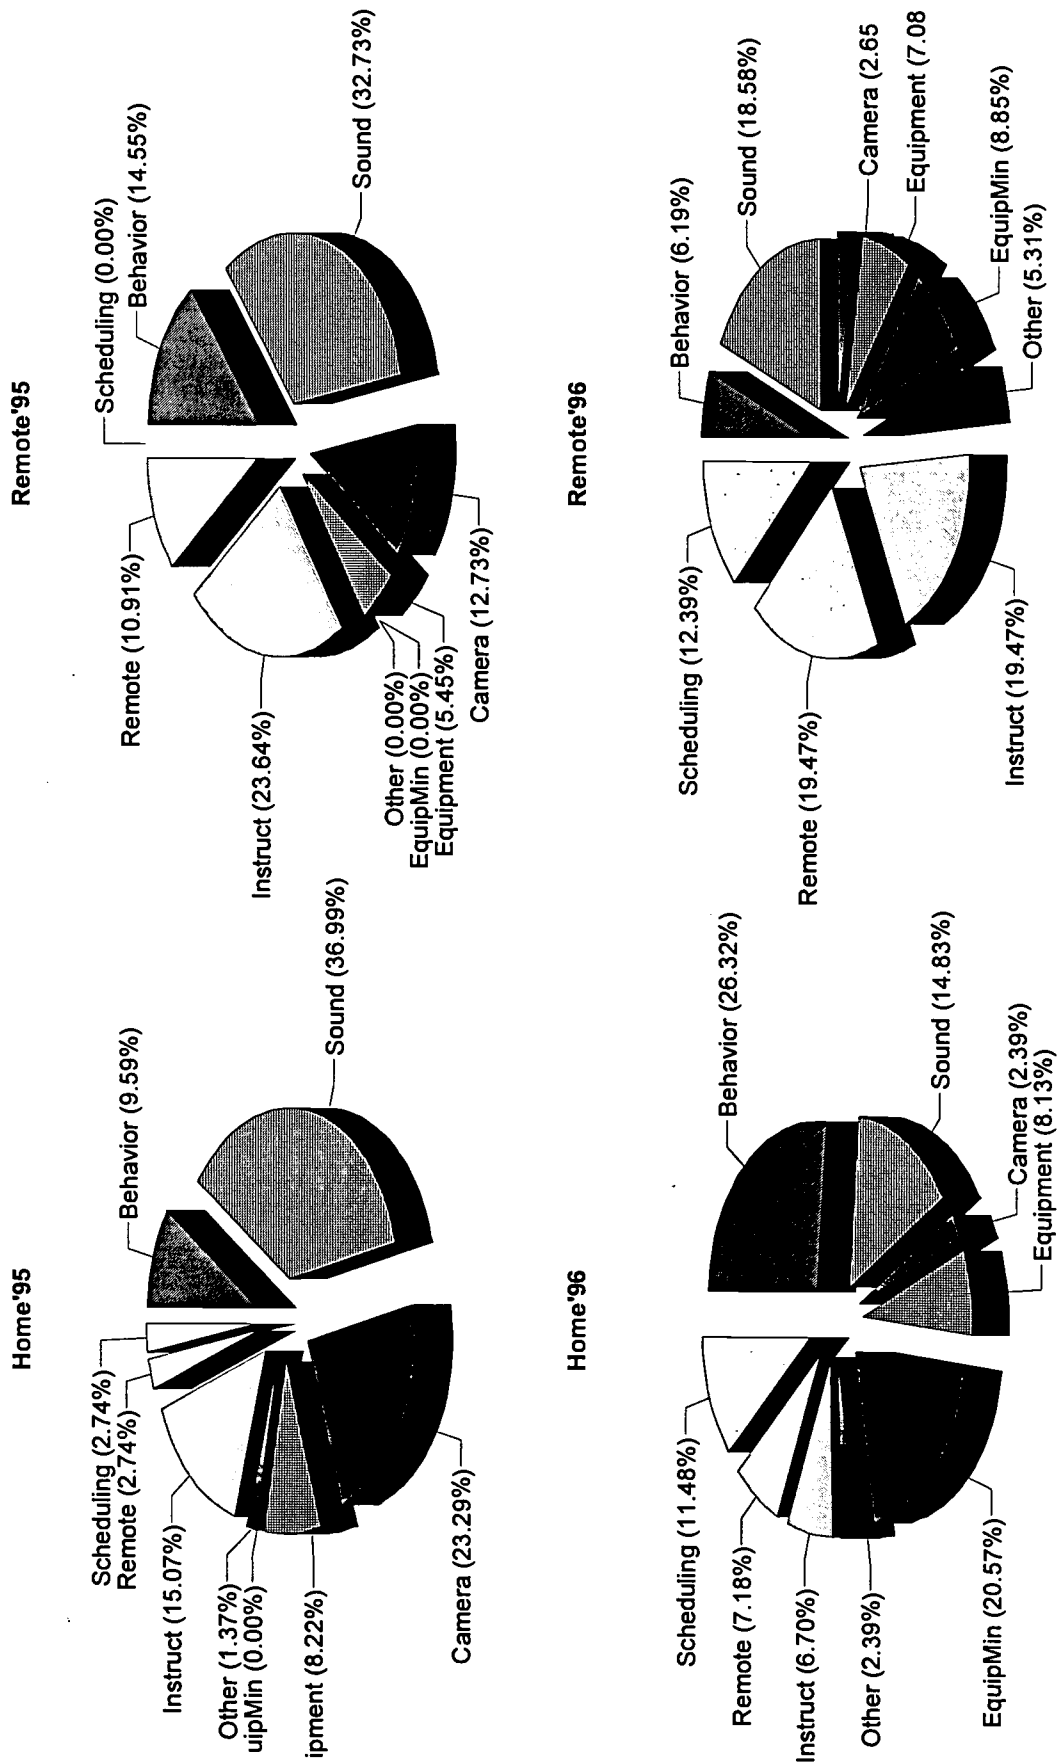 Home'95
Scheduling (2.74%)
Remote (2.74%)
Behavior (9.59%)
Instruct (15.07%)
Sound (36.99%)
Other (1.37%)
uipMin (0.00%)
ipment (8.22%)
Camera (23.29%)
Remote'95
Scheduling (0.00%)
Behavior (14.55%)
Remote (10.91%)
Sound (32.73%)
Instruct (23.64%)
Other (0.00%)
EquipMin (0.00%)
Equipment (5.45%)
Camera (12.73%)
Home'96
Scheduling (11.48%)
Behavior (26.32%)
Remote (7.18%)
Instruct (6.70%)
Sound (14.83%)
Other (2.39%)
Camera (2.39%)
Equipment (8.13%)
EquipMin (20.57%)
Remote'96
Behavior (6.19%)
Scheduling (12.39%)
Sound (18.58%)
Remote (19.47%)
Camera (2.65
Equipment (7.08
EquipMin (8.85%)
Other (5.31%)
Instruct (19.47%)